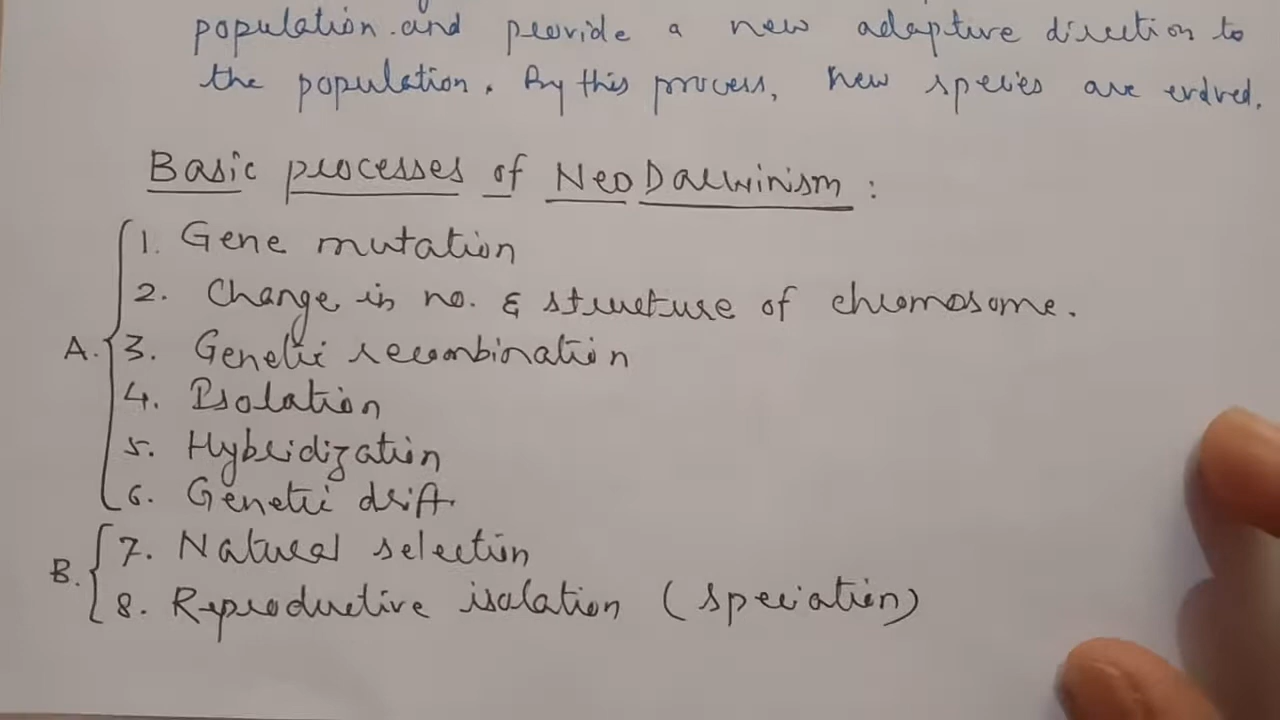 population. and provide a new adaptive direction to
the population. By this process, new species are evolved.
Basic processes of Neo Darwinism :
1. Gene mutation
2. Change in no. & structure of chromosome.
A. 3. Genetic recombination
4. Isolation
5. Hybridization
6. Genetic drift
7. Natural selection
B.
8. Reproductive isolation (speciation)